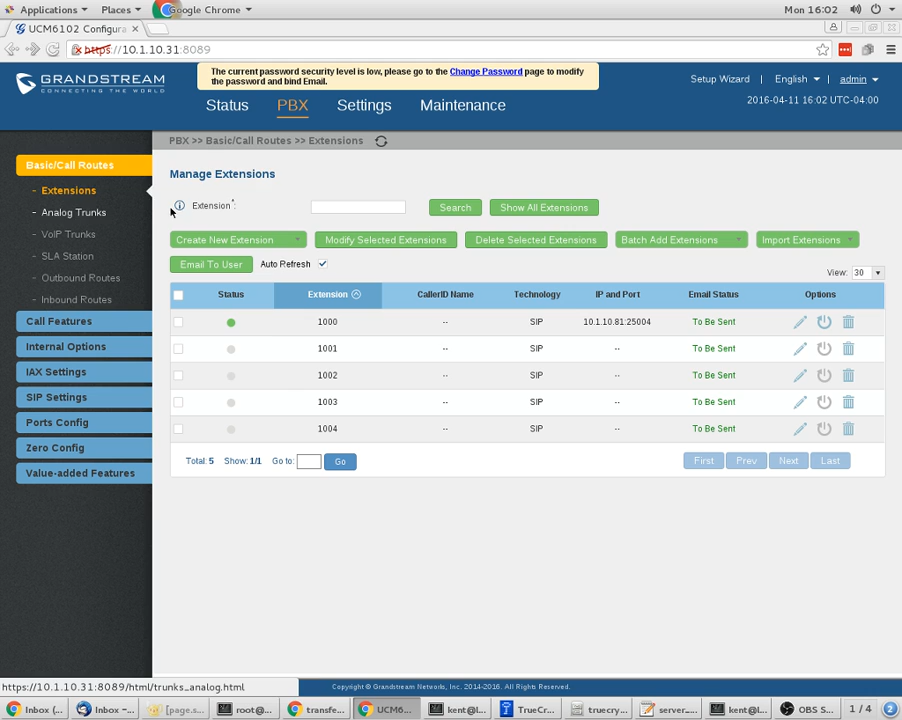 Applications Places Google Chrome Mon 16:02
UCM6102 Configura
https://10.1.10.31:8089
GRANDSTREAM
CONNECTING THE WORLD
The current password security level is low, please go to the Change Password page to modify
the password and bind Email.
Setup Wizard | English | admin
2016-04-11 16:02 UTC-04:00
Status PBX Settings Maintenance
PBX >> Basic/Call Routes >> Extensions
Basic/Call Routes
- Extensions
- Analog Trunks
- VoIP Trunks
- SLA Station
- Outbound Routes
- Inbound Routes
Call Features
Internal Options
IAX Settings
SIP Settings
Ports Config
Zero Config
Value-added Features
Manage Extensions
Extension *: Search Show All Extensions
Create New Extension Modify Selected Extensions Delete Selected Extensions Batch Add Extensions Import Extensions
Email To User Auto Refresh
View: 30
Status Extension CallerID Name Technology IP and Port Email Status Options
1000 -- SIP 10.1.10.81:25004 To Be Sent
1001 -- SIP -- To Be Sent
1002 -- SIP -- To Be Sent
1003 -- SIP -- To Be Sent
1004 -- SIP -- To Be Sent
Total: 5 Show: 1/1 Go to: Go First Prev Next Last
https://10.1.10.31:8089/html/trunks_analog.html
Copyright © Grandstream Networks, Inc. 2014-2016. All Rights Reserved.
Inbox (... Inbox –... [page.s... root@... transfe... UCM6... kent@l... TrueCr... truecry... server_... kent@l... OBS S... 1 / 4 2